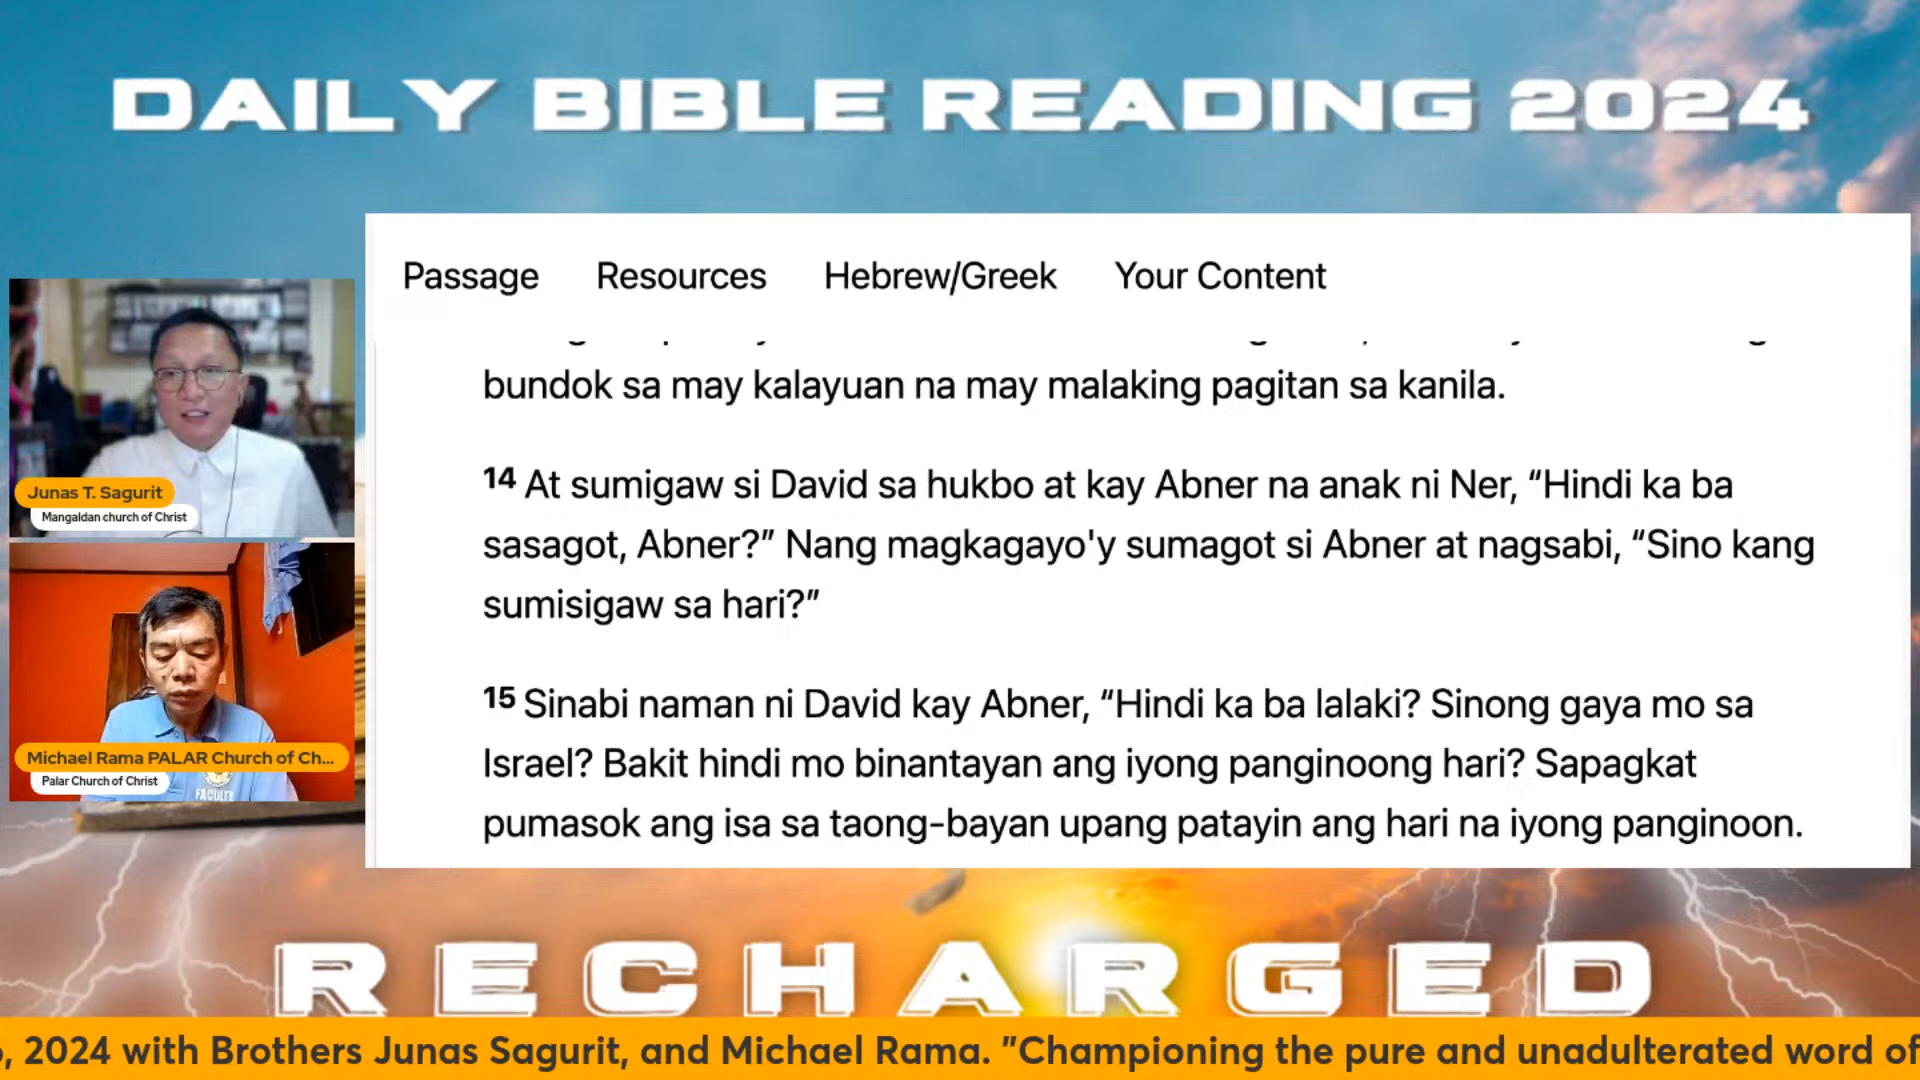 DAILY BIBLE READING 2024
Passage Resources Hebrew/Greek Your Content
bundok sa may kalayuan na may malaking pagitan sa kanila.
14 At sumigaw si David sa hukbo at kay Abner na anak ni Ner, “Hindi ka ba
sasagot, Abner?” Nang magkagayo'y sumagot si Abner at nagsabi, “Sino kang
sumisigaw sa hari?”
15 Sinabi naman ni David kay Abner, “Hindi ka ba lalaki? Sinong gaya mo sa
Israel? Bakit hindi mo binantayan ang iyong panginoong hari? Sapagkat
pumasok ang isa sa taong-bayan upang patayin ang hari na iyong panginoon.
Junas T. Sagurit
Mangaldan church of Christ
Michael Rama PALAR Church of Ch...
Palar Church of Christ
FACULTY
RECHARGED
, 2024 with Brothers Junas Sagurit, and Michael Rama. "Championing the pure and unadulterated word of